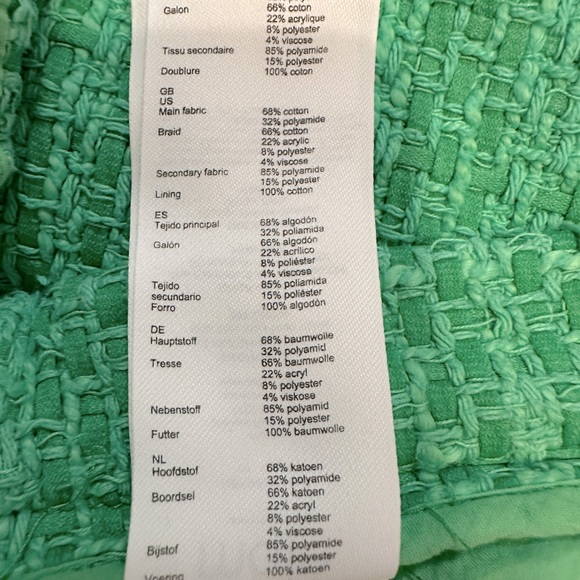 66% coton
Galon 22% acrylique
8% polyester
4% viscose
Tissu secondaire 85% polyamide
15% polyester
Doublure 100% coton
GB
US
Main fabric 68% cotton
32% polyamide
Braid 66% cotton
22% acrylic
8% polyester
4% viscose
Secondary fabric 85% polyamide
15% polyester
Lining 100% cotton
ES
Tejido principal 68% algodón
32% poliamida
Galón 66% algodón
22% acrílico
8% poliéster
4% viscosa
Tejido 85% poliamida
secundario 15% poliéster
Forro 100% algodón
DE
Hauptstoff 68% baumwolle
32% polyamid
Tresse 66% baumwolle
22% acryl
8% polyester
4% viskose
Nebenstoff 85% polyamid
15% polyester
Futter 100% baumwolle
NL
Hoofdstof 68% katoen
32% polyamide
Boordsel 66% katoen
22% acryl
8% polyester
4% viscose
Bijstof 85% polyamide
15% polyester
Voering 100% katoen